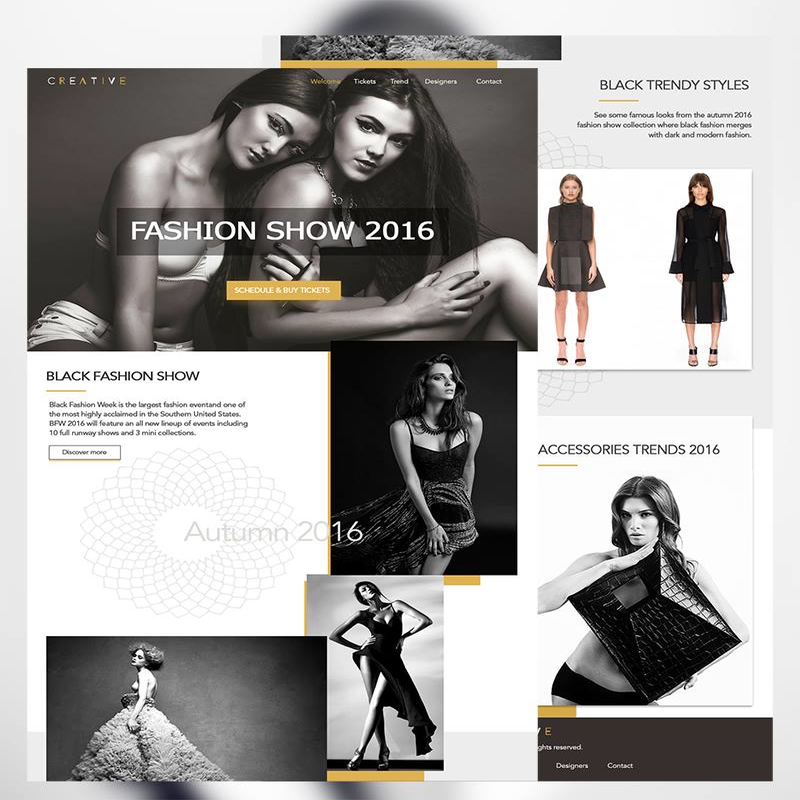 CREATIVE
Welcome Tickets Trend Designers Contact
FASHION SHOW 2016
SCHEDULE & BUY TICKETS
BLACK FASHION SHOW
Black Fashion Week is the largest fashion eventand one of
the most highly acclaimed in the Southern United States.
BFW 2016 will feature an all new lineup of events including
10 full runway shows and 3 mini collections.
Discover more
Autumn 2016
BLACK TRENDY STYLES
See some famous looks from the autumn 2016
fashion show collection where black fashion merges
with dark and modern fashion.
ACCESSORIES TRENDS 2016
VE
ghts reserved.
Designers Contact